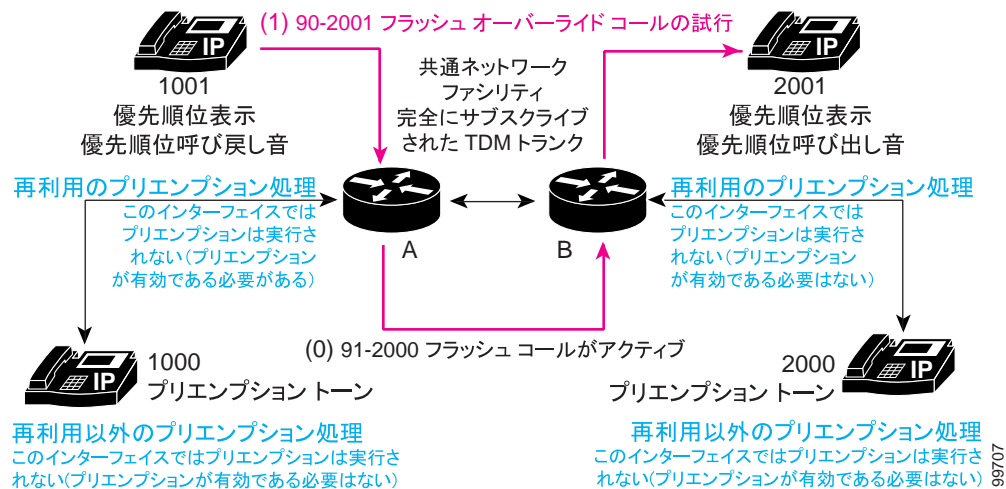 (1) 90-2001 フラッシュ オーバーライド コールの試行
IP
1001
優先順位表示
優先順位呼び戻し音
共通ネットワーク
ファシリティ
完全にサブスクライブ
された TDM トランク
IP
2001
優先順位表示
優先順位呼び出し音
再利用のプリエンプション処理
このインターフェイスでは
プリエンプションは実行さ
れない(プリエンプション
が有効である必要がある)
A
B
再利用のプリエンプション処理
このインターフェイスでは
プリエンプションは実行さ
れない(プリエンプション
が有効である必要はない)
(0) 91-2000 フラッシュ コールがアクティブ
IP
1000
プリエンプション トーン
2000
プリエンプション トーン
IP
再利用以外のプリエンプション処理
このインターフェイスではプリエンプションは実行さ
れない(プリエンプションが有効である必要はない)
再利用以外のプリエンプション処理
このインターフェイスではプリエンプションは実行さ
れない(プリエンプションが有効である必要はない)
99707